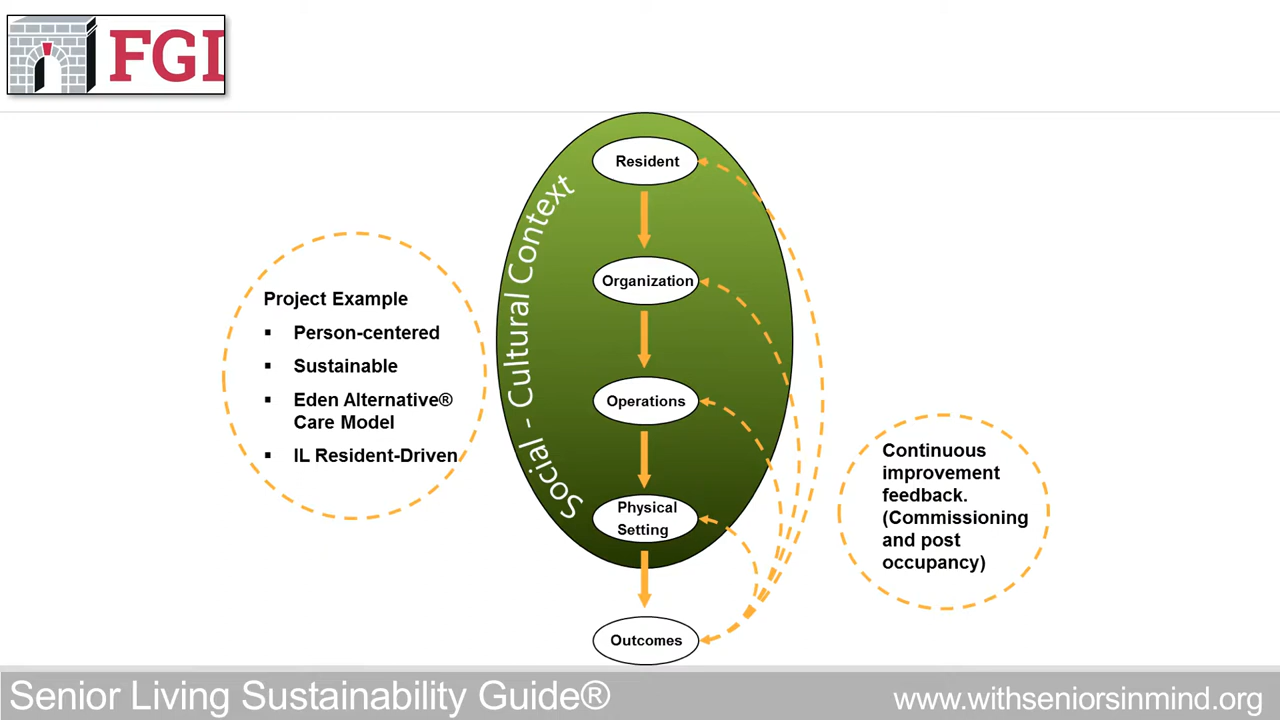 FGI
Resident
Organization
Operations
Physical
Setting
Outcomes
Social - Cultural Context
Project Example
▪ Person-centered
▪ Sustainable
▪ Eden Alternative®
Care Model
▪ IL Resident-Driven
Continuous
improvement
feedback.
(Commissioning
and post
occupancy)
Senior Living Sustainability Guide®
www.withseniorsinmind.org